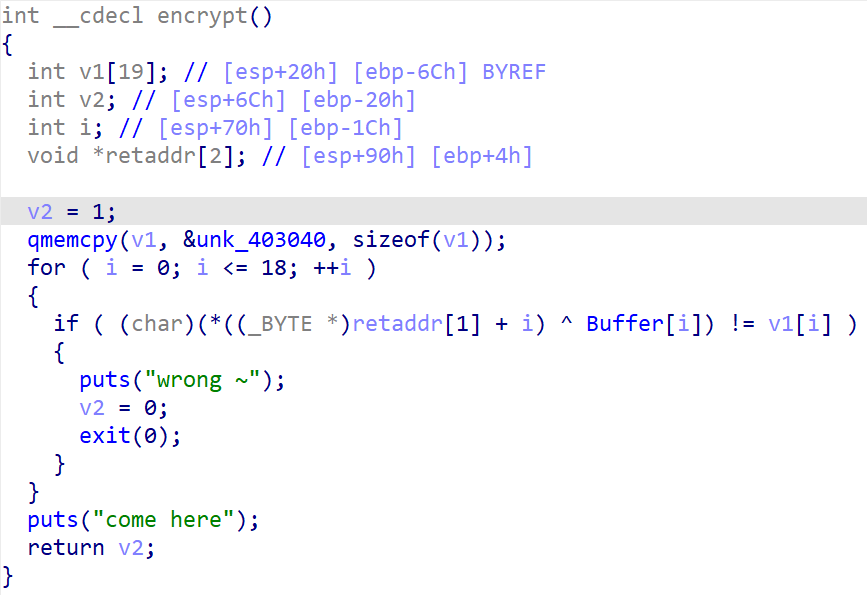 int __cdecl encrypt()
{
  int v1[19]; // [esp+20h] [ebp-6Ch] BYREF
  int v2; // [esp+6Ch] [ebp-20h]
  int i; // [esp+70h] [ebp-1Ch]
  void *retaddr[2]; // [esp+90h] [ebp+4h]

  v2 = 1;
  qmemcpy(v1, &unk_403040, sizeof(v1));
  for ( i = 0; i <= 18; ++i )
  {
    if ( (char)(*((_BYTE *)retaddr[1] + i) ^ Buffer[i]) != v1[i] )
    {
      puts("wrong ~");
      v2 = 0;
      exit(0);
    }
  }
  puts("come here");
  return v2;
}